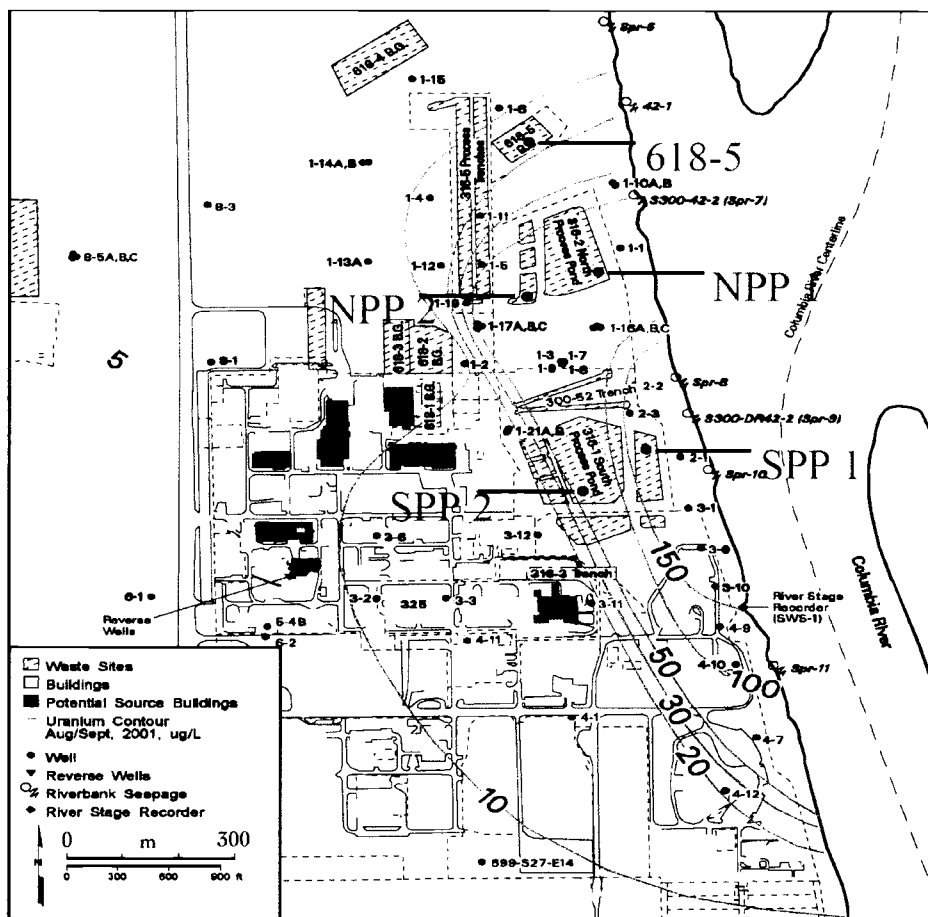 Spr-6
618-4 B.G.
1-15
1-6
42-1
618-5
618-5 B.G.
316-5 Process
Trenches
1-14A,B
1-10A,B
S300-42-2 (Spr-7)
8-3
1-4
1-11
316-2 North
Process Pond
1-1
8-5A,B,C
1-13A
1-12
1-5
NPP 1
NPP 2
1-17A,B,C
1-16A,B,C
Columbia River Centerline
5
8-1
618-3 B.G.
618-2
B.G.
1-2
1-3
1-7
1-9
1-8
2-2
Spr-8
618-1 B.G.
300-52 Trench
2-3
S300-DR42-2 (Spr-9)
1-21A, B
316-1 South
Process Pond
2-1
SPP 1
Spr-10
SPP 2
3-1
3-6
3-12
3-9
316-3 Trench
150
3-10
6-1
Reverse
Wells
3-2
325
3-3
3-11
River Stage
Recorder
(SWS-1)
Columbia River
5-4B
6-2
4-11
4-9
50
4-10
100
Spr-11
30
4-1
4-7
20
10
4-12
699-S27-E14
Waste Sites
Buildings
Potential Source Buildings
Uranium Contour
Aug/Sept, 2001, ug/L
Well
Reverse Wells
Riverbank Seepage
River Stage Recorder
N
0 m 300
0 300 600 900 ft